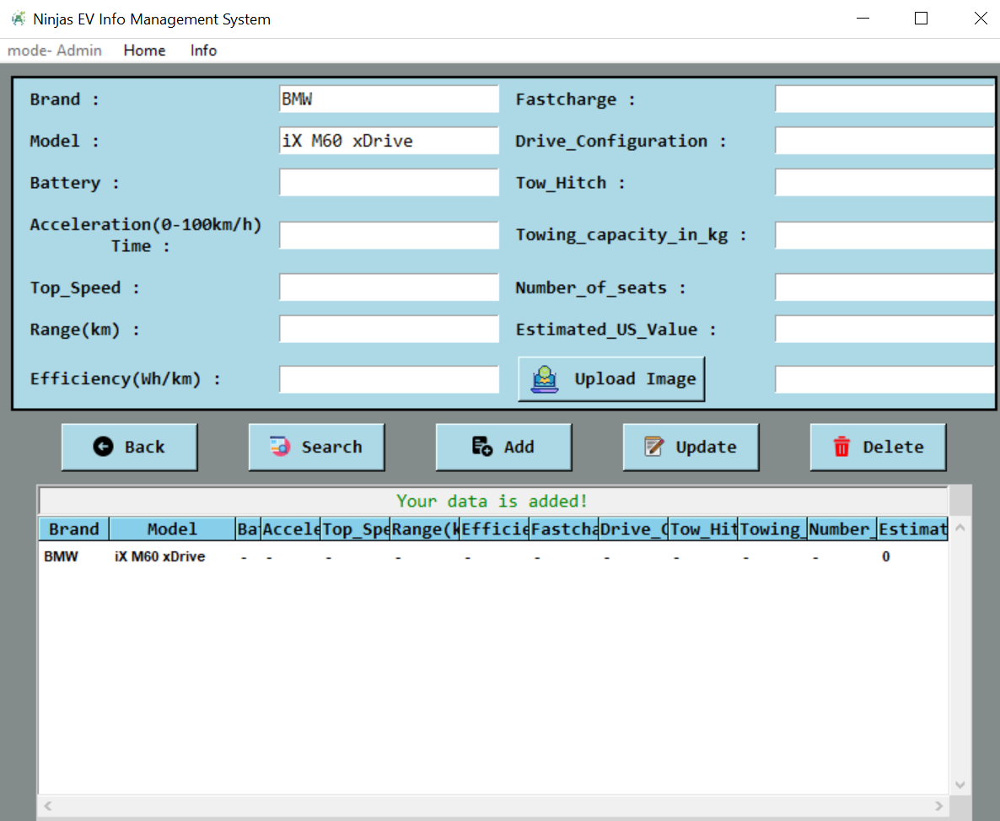 Ninjas EV Info Management System
mode- Admin Home Info
Brand : BMW Fastcharge :
Model : iX M60 xDrive Drive_Configuration :
Battery : Tow_Hitch :
Acceleration(0-100km/h)
Time : Towing_capacity_in_kg :
Top_Speed : Number_of_seats :
Range(km) : Estimated_US_Value :
Efficiency(Wh/km) : Upload Image
Back Search Add Update Delete
Your data is added!
Brand Model Ba Accele Top_Spe Range(k Efficie Fastcha Drive_C Tow_Hit Towing_ Number_ Estimat
BMW iX M60 xDrive - - - - - - - - - - 0